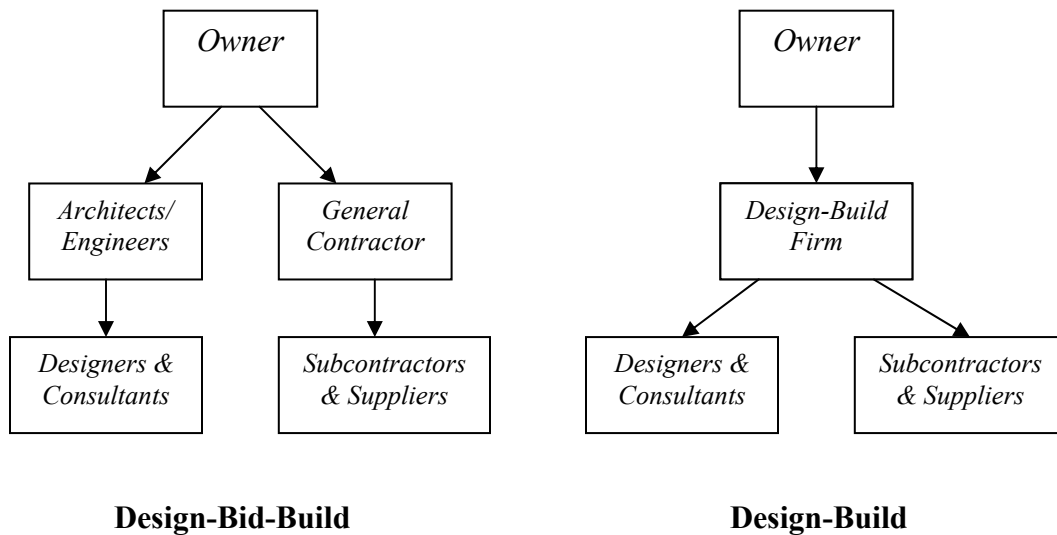 Owner
Architects/
Engineers
General
Contractor
Designers &
Consultants
Subcontractors
& Suppliers
Design-Bid-Build
Owner
Design-Build
Firm
Designers &
Consultants
Subcontractors
& Suppliers
Design-Build